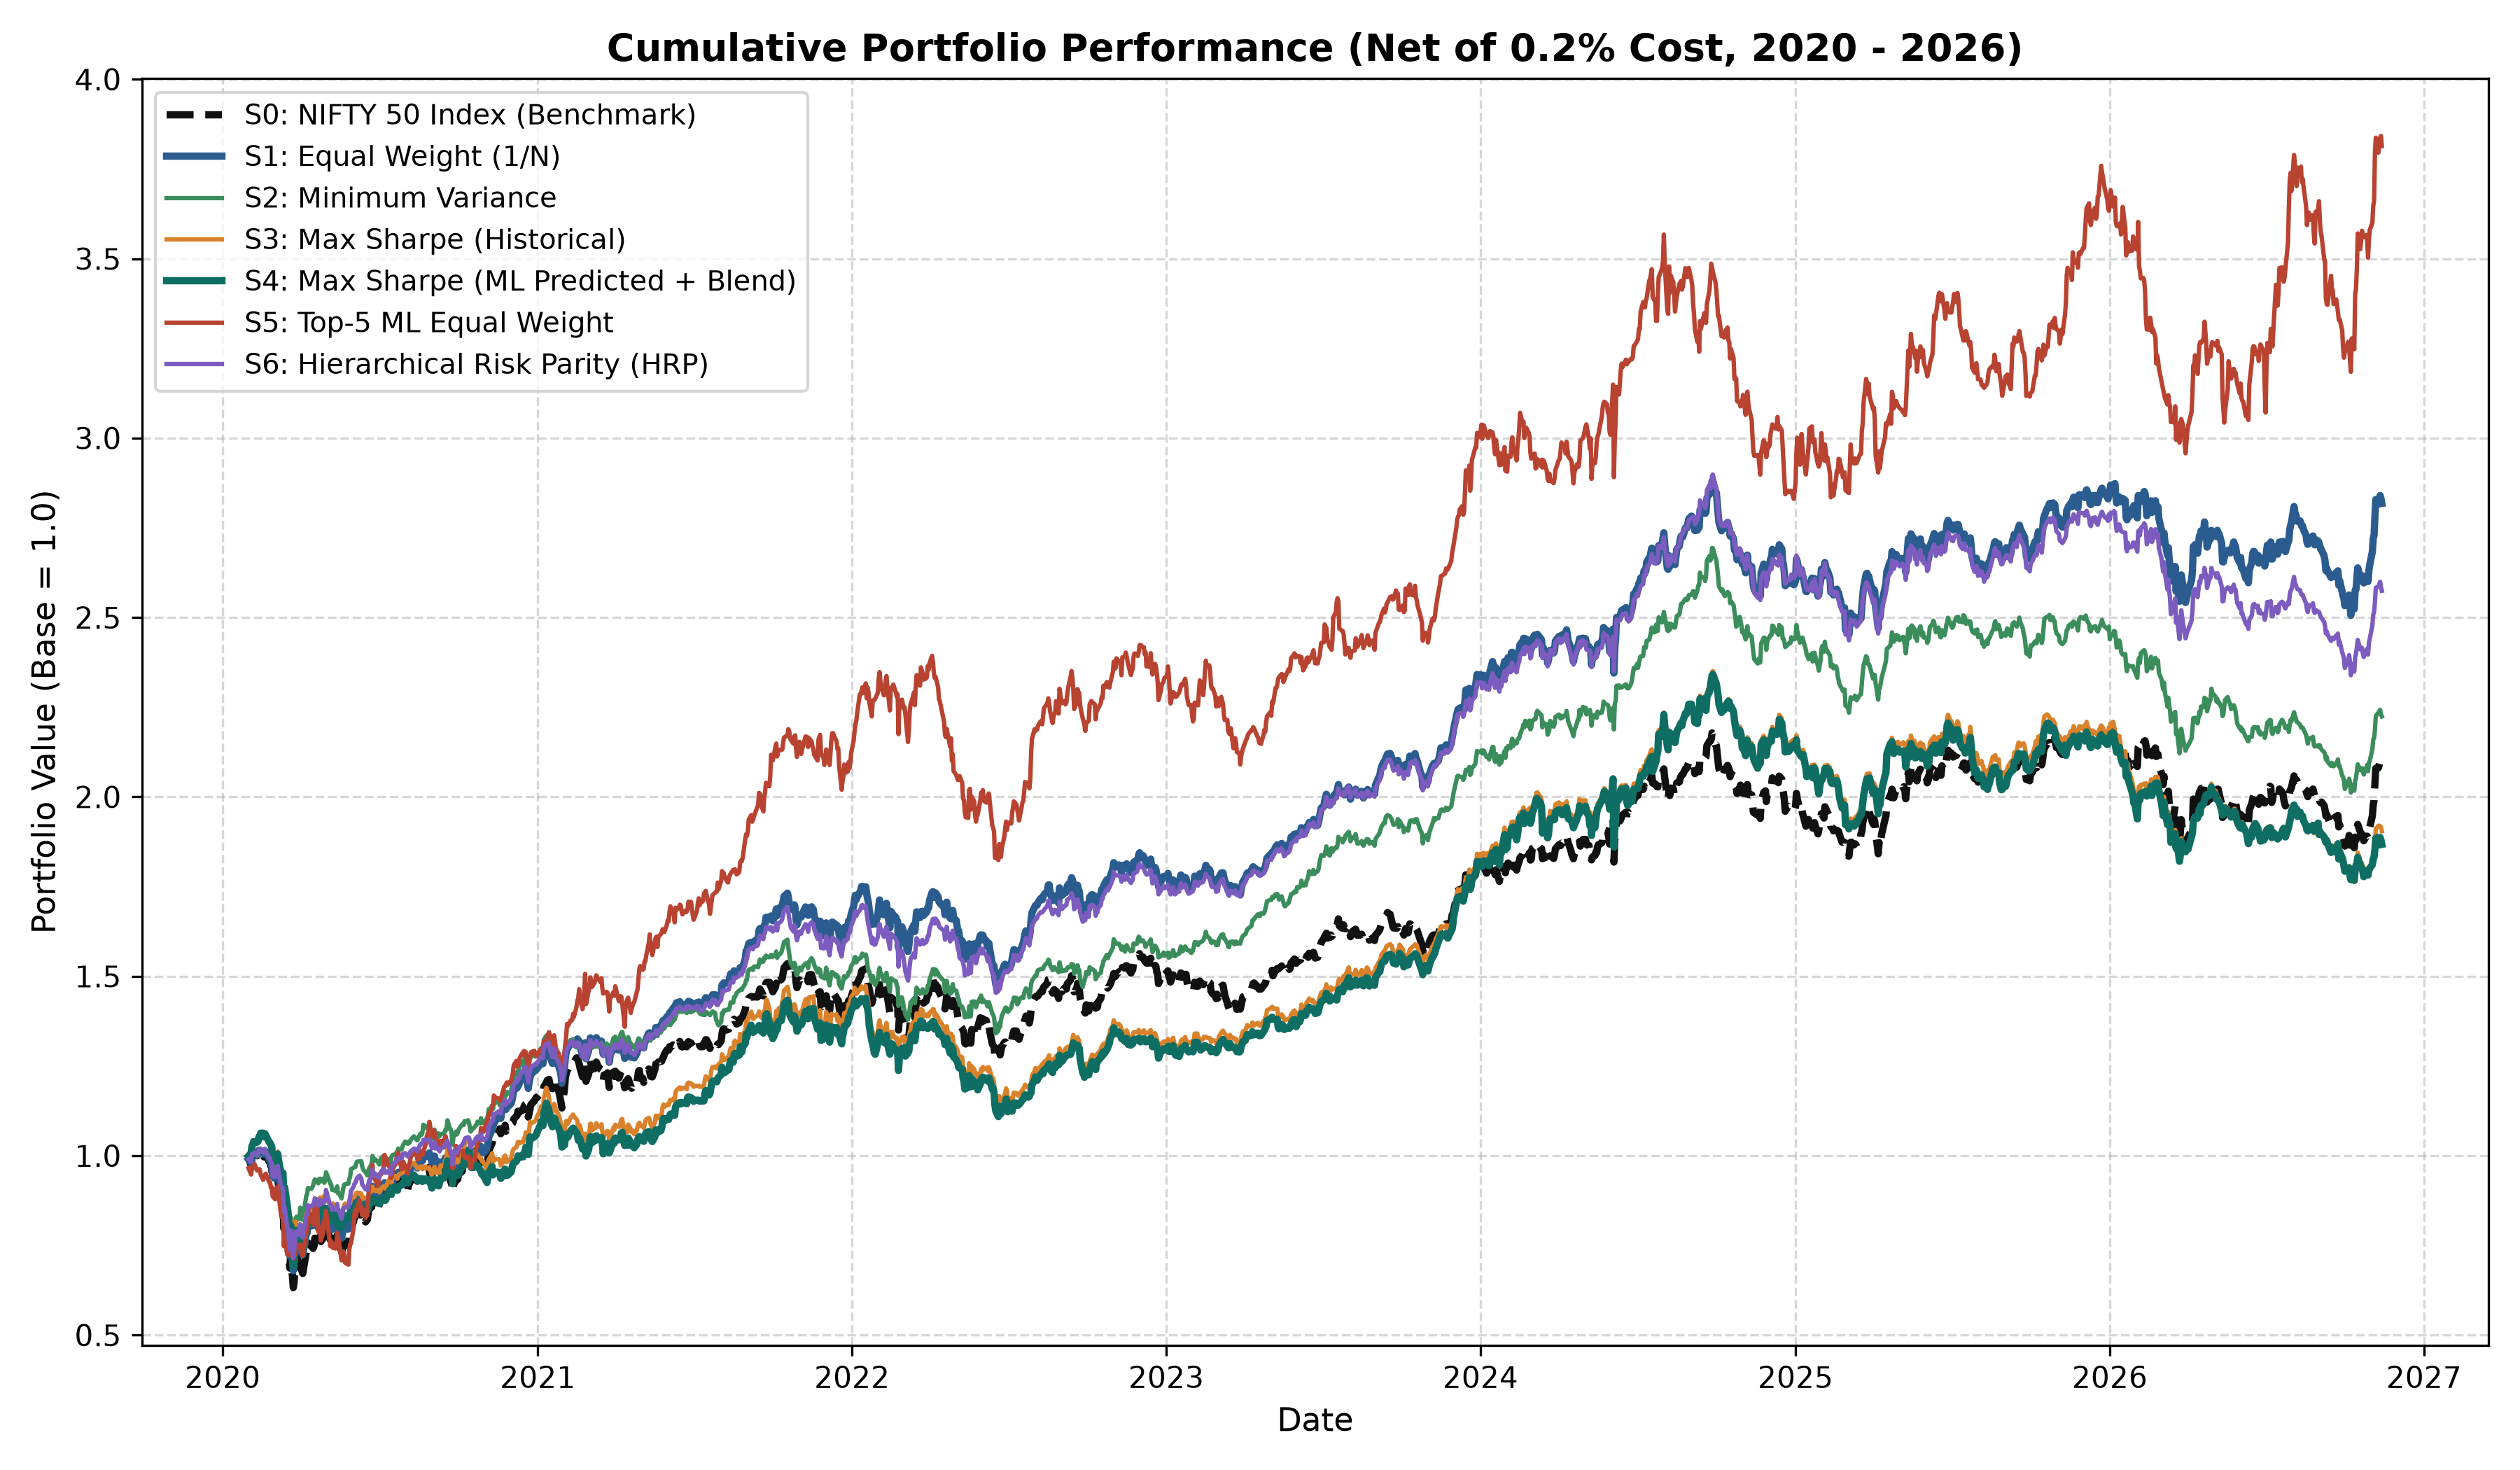 Cumulative Portfolio Performance (Net of 0.2% Cost, 2020 - 2026)
4.0
3.5
3.0
2.5
2.0
1.5
1.0
0.5
Portfolio Value (Base = 1.0)
S0: NIFTY 50 Index (Benchmark)
S1: Equal Weight (1/N)
S2: Minimum Variance
S3: Max Sharpe (Historical)
S4: Max Sharpe (ML Predicted + Blend)
S5: Top-5 ML Equal Weight
S6: Hierarchical Risk Parity (HRP)
2020 2021 2022 2023 2024 2025 2026 2027
Date